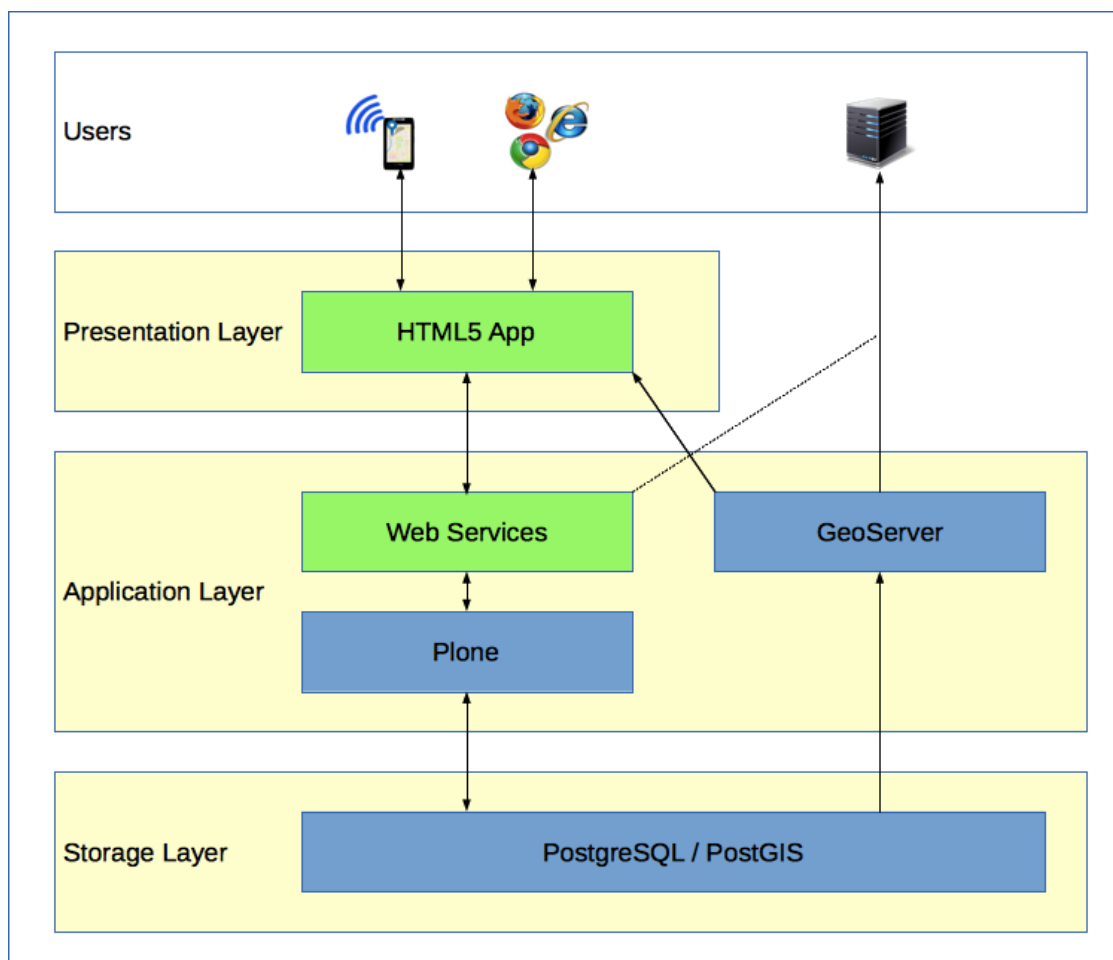 Users
Presentation Layer
HTML5 App
Web Services
GeoServer
Application Layer
Plone
Storage Layer
PostgreSQL / PostGIS